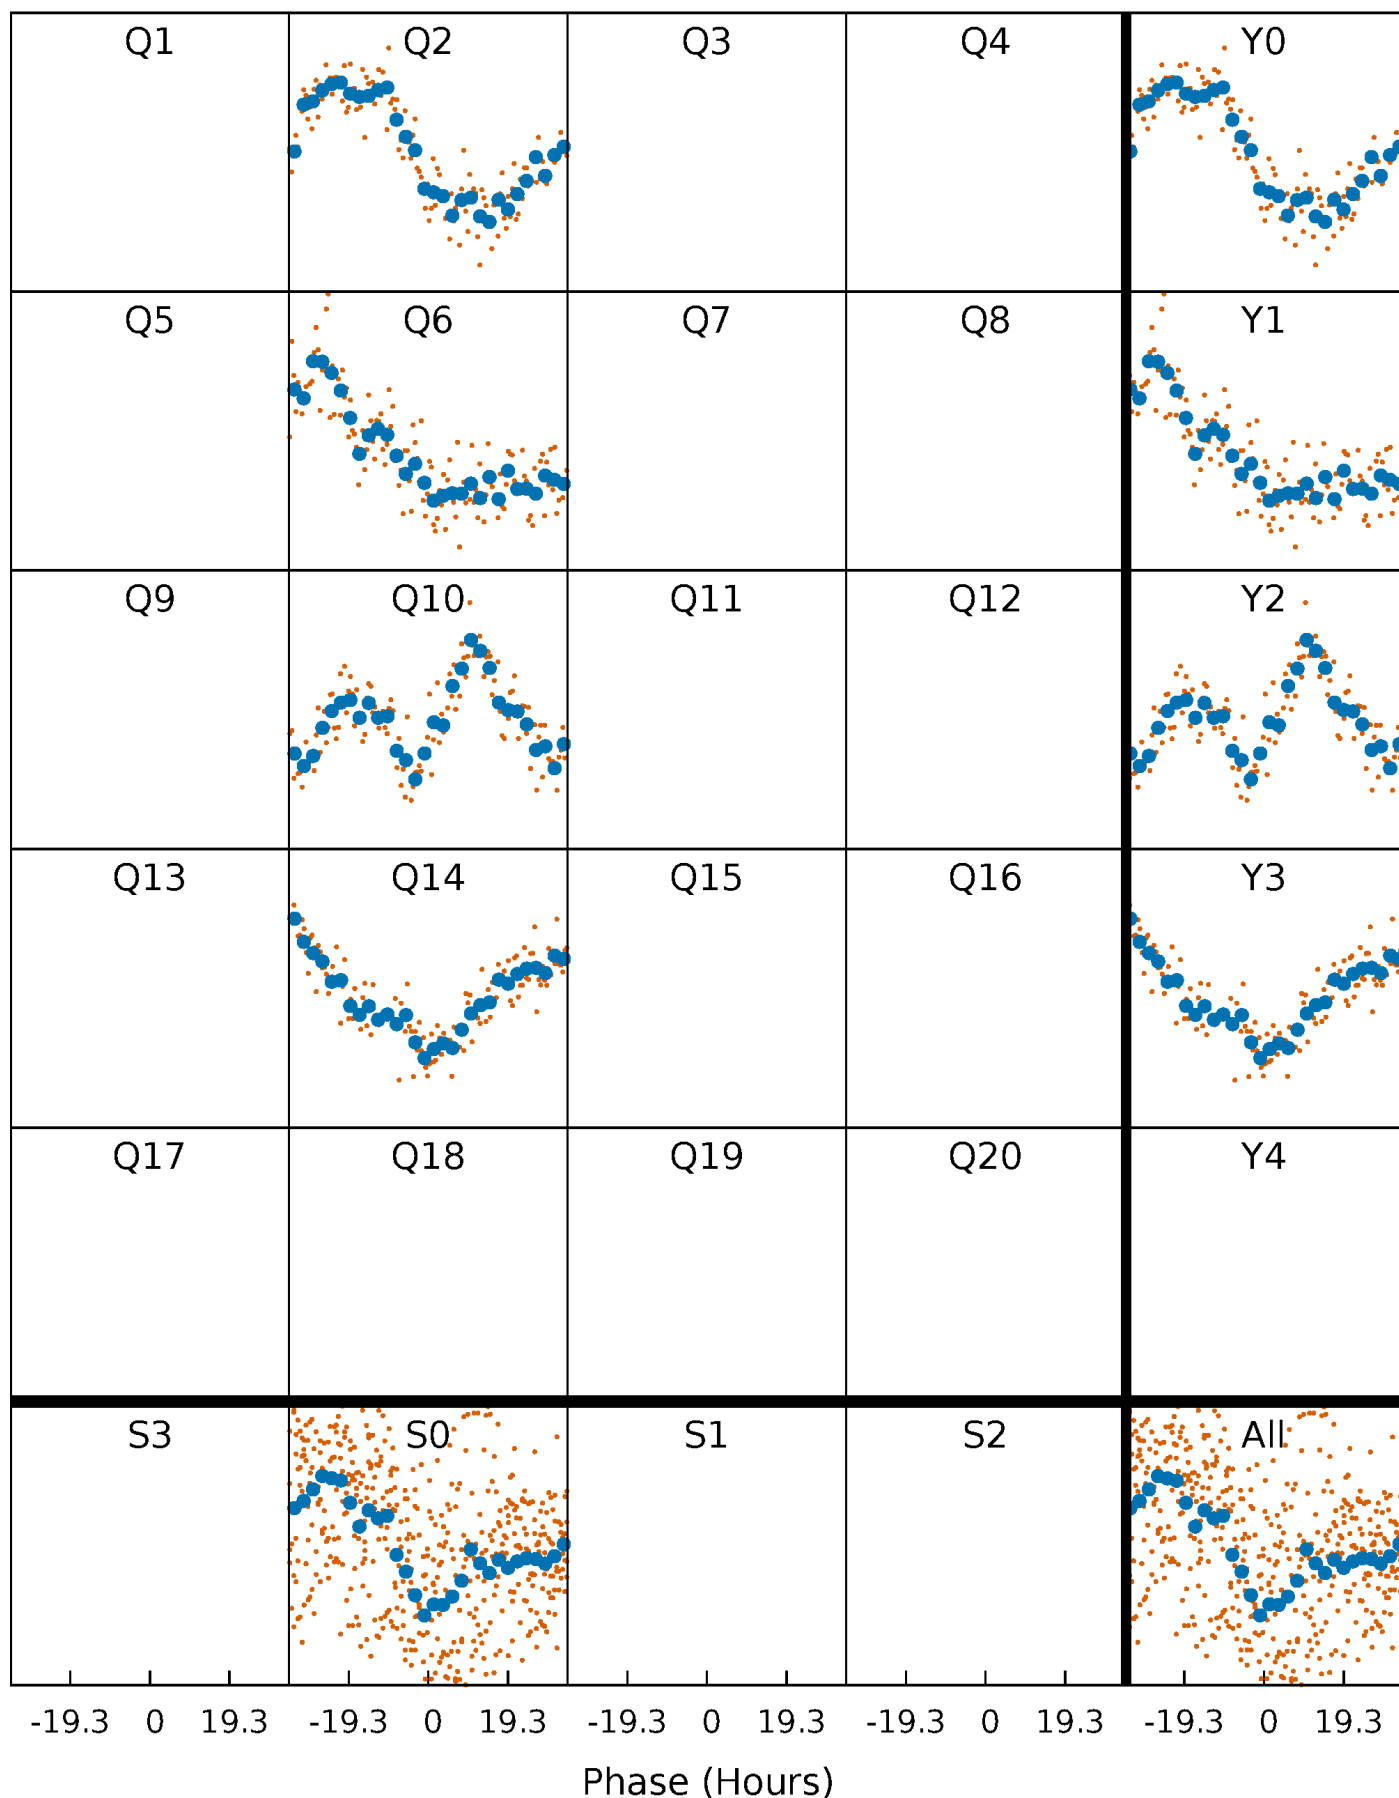 Q1 Q2 Q3 Q4 Y0
Q5 Q6 Q7 Q8 Y1
Q9 Q10 Q11 Q12 Y2
Q13 Q14 Q15 Q16 Y3
Q17 Q18 Q19 Q20 Y4
S3 S0 S1 S2 All
-19.3 0 19.3 -19.3 0 19.3 -19.3 0 19.3 -19.3 0 19.3 -19.3 0 19.3
Phase (Hours)